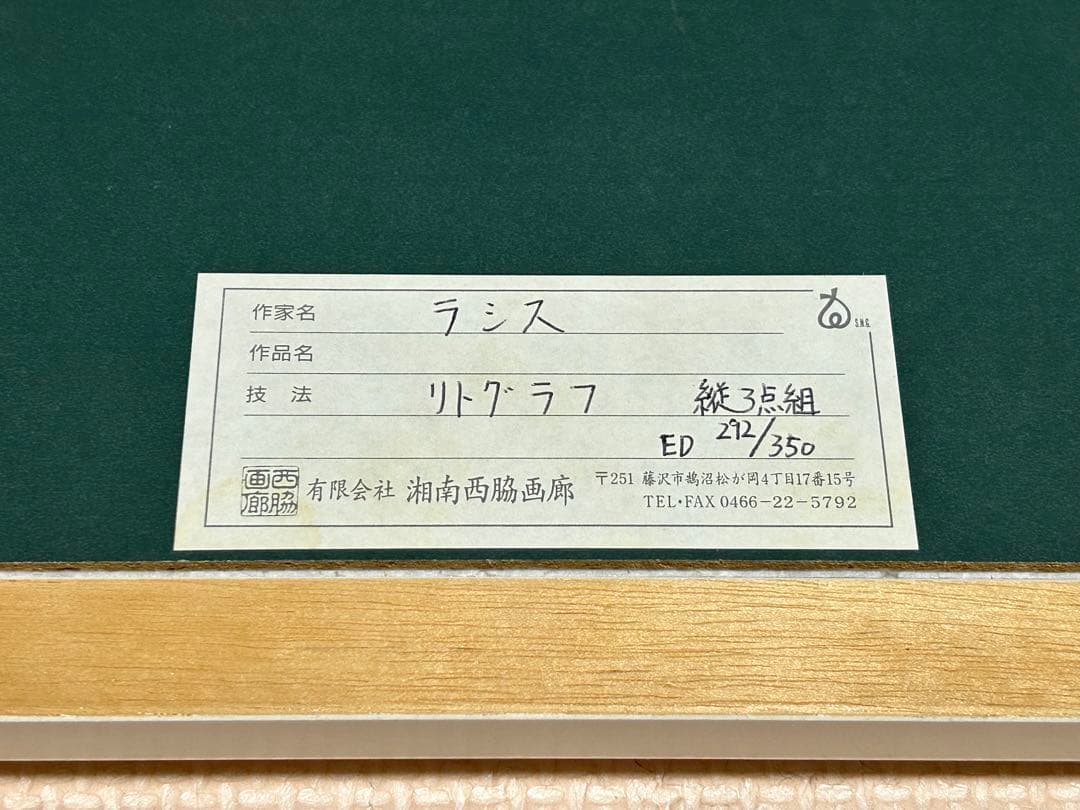 作家名 ラシス
S.N.G.
作品名
技 法 リトグラフ 縦3点組
ED 292/350
西脇画廊
有限会社 湘南西脇画廊
〒251 藤沢市鵠沼松が岡4丁目17番15号
TEL・FAX 0466-22-5792